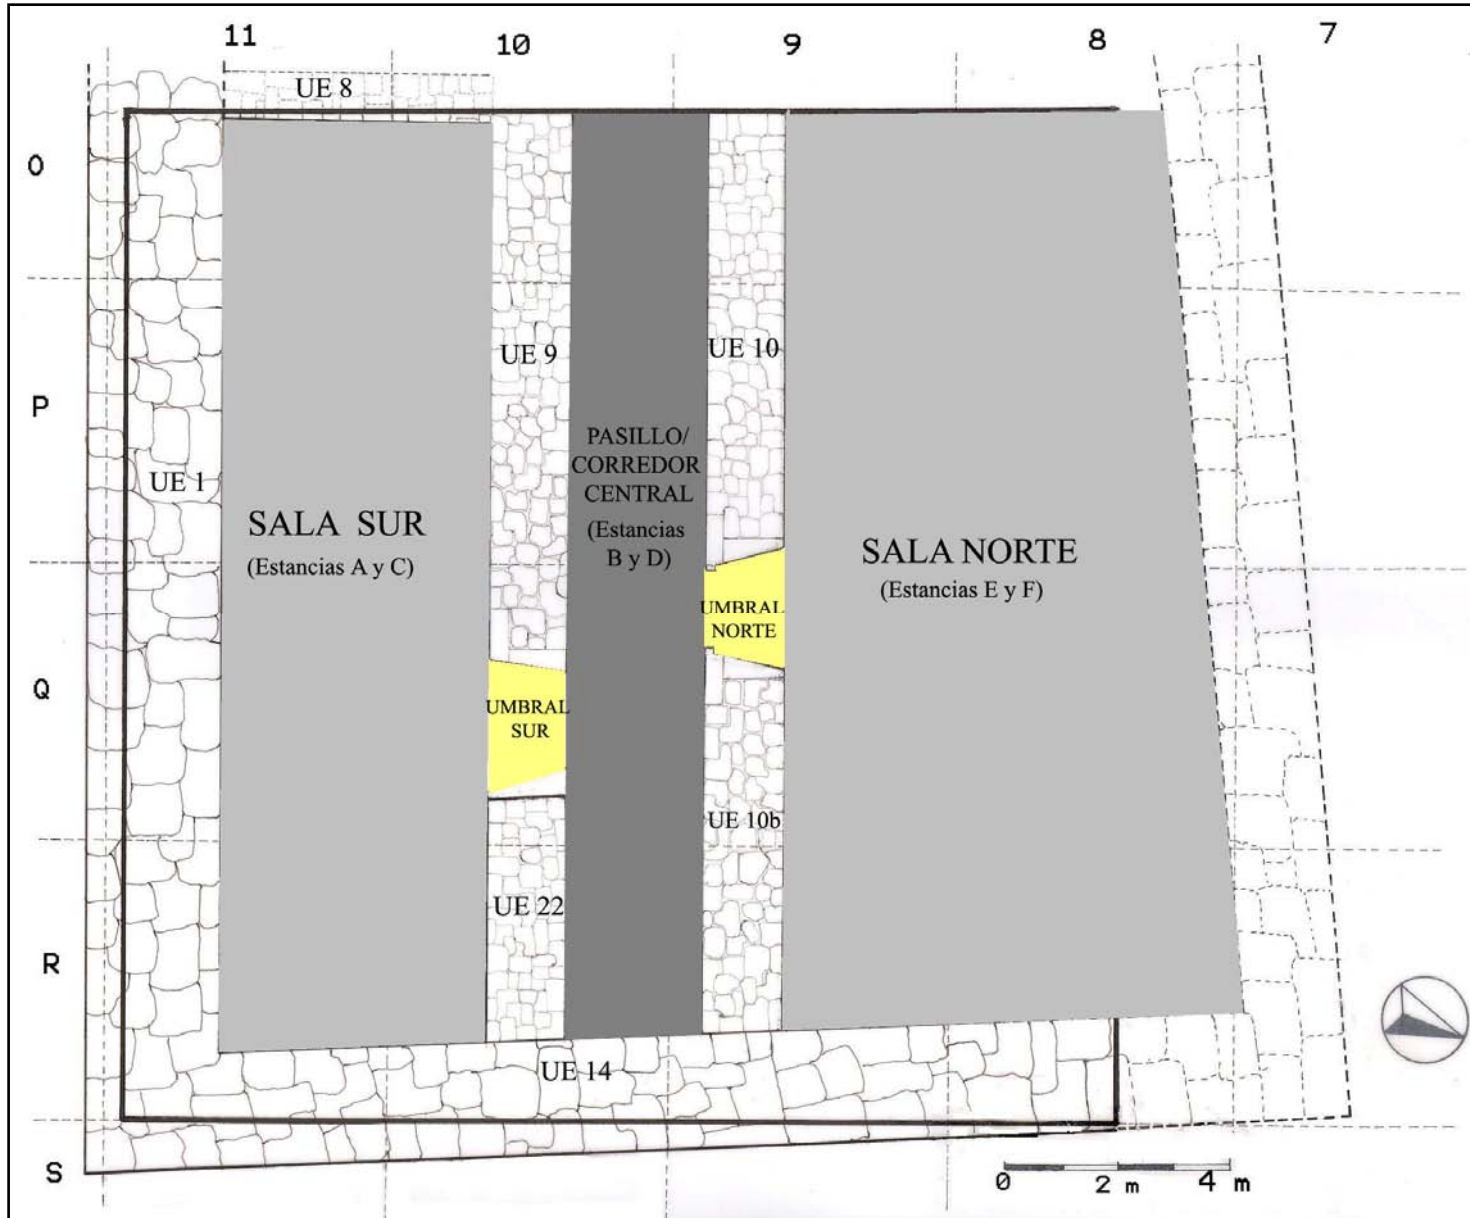 11 10 9 8 7
UE 8
O
UE 9
UE 10
P
PASILLO/
CORREDOR
CENTRAL
(Estancias
B y D)
UE 1
SALA SUR
(Estancias A y C)
SALA NORTE
(Estancias E y F)
UMBRAL
NORTE
Q
UMBRAL
SUR
UE 10b
UE 22
R
UE 14
S
0 2 m 4 m